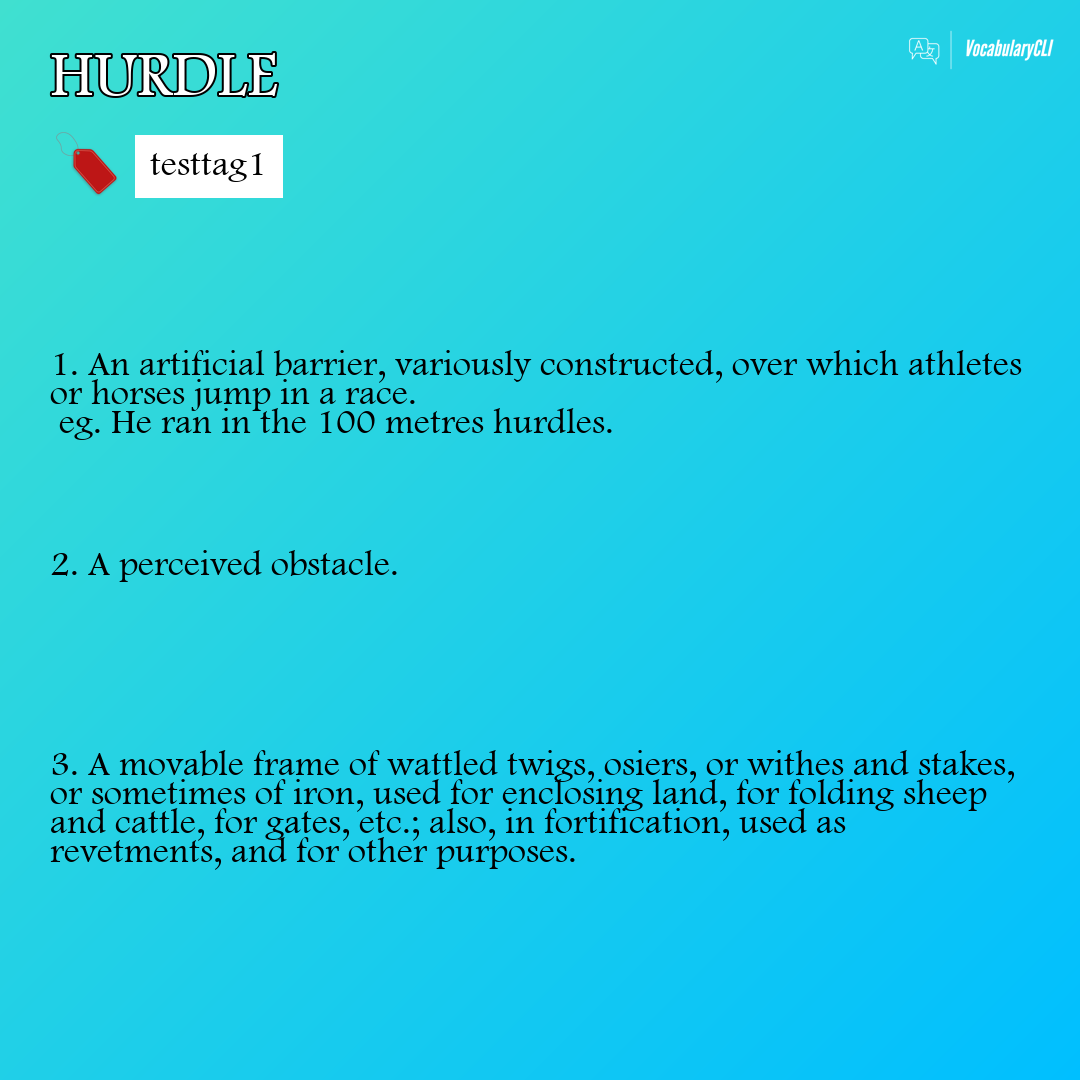 HURDLE
VocabularyCLI
testtag1
1. An artificial barrier, variously constructed, over which athletes
or horses jump in a race.
eg. He ran in the 100 metres hurdles.
2. A perceived obstacle.
3. A movable frame of wattled twigs, osiers, or withes and stakes,
or sometimes of iron, used for enclosing land, for folding sheep
and cattle, for gates, etc.; also, in fortification, used as
revetments, and for other purposes.